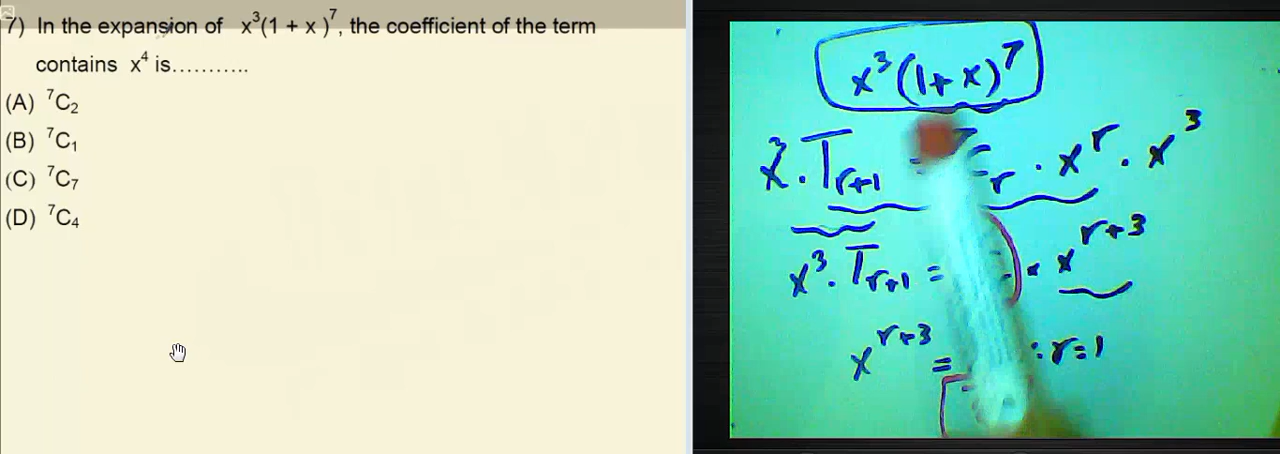 7) In the expansion of x³(1 + x )⁷, the coefficient of the term
contains x⁴ is...........
(A) ⁷C₂
(B) ⁷C₁
(C) ⁷C₇
(D) ⁷C₄
x³(1+x)⁷
x³.Tᵣ₊₁ = ⁷Cᵣ . xʳ . x³
x³.Tᵣ₊₁ = . xʳ⁺³
xʳ⁺³ = : r=1